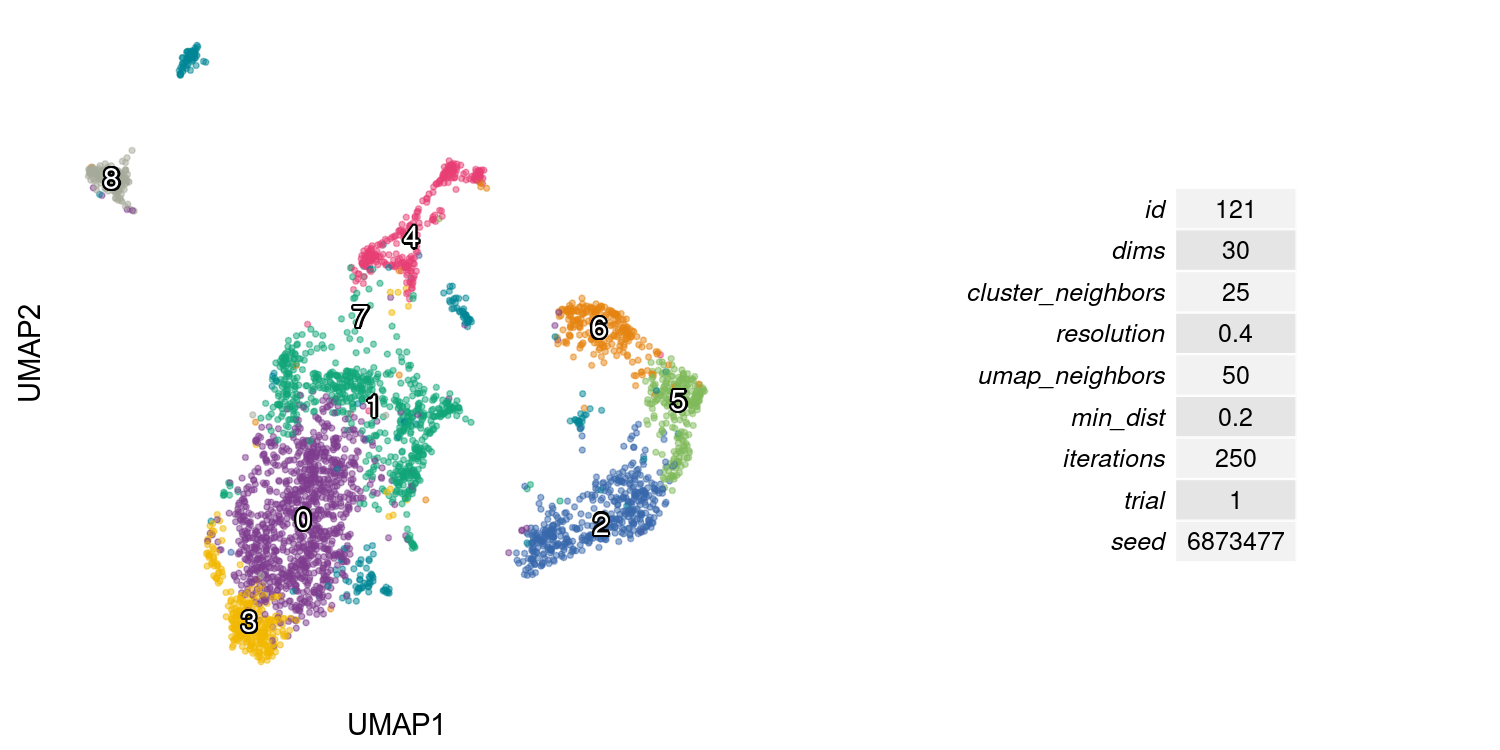 8
4
7
6
5
1
0
2
3
UMAP1
UMAP2
id 121
dims 30
cluster_neighbors 25
resolution 0.4
umap_neighbors 50
min_dist 0.2
iterations 250
trial 1
seed 6873477